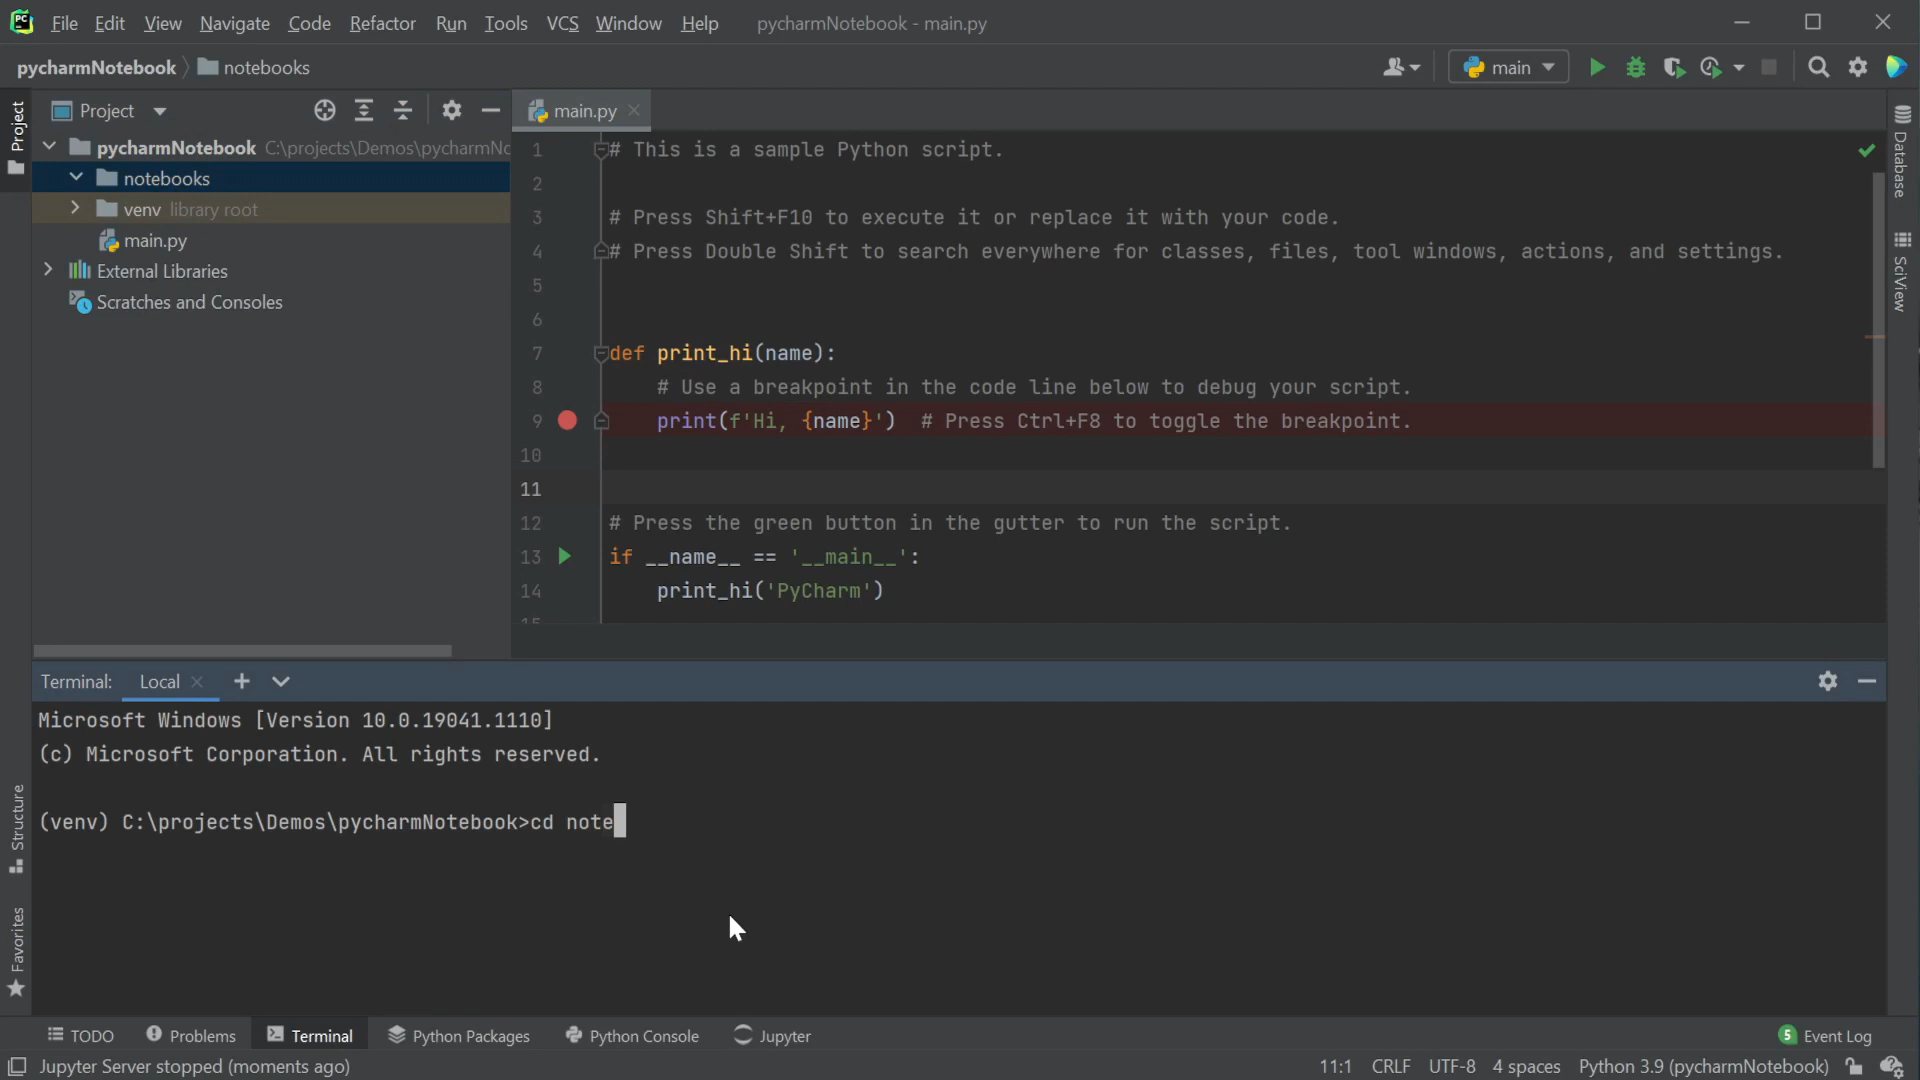 PC File Edit View Navigate Code Refactor Run Tools VCS Window Help pycharmNotebook - main.py
pycharmNotebook notebooks main
Project
Project main.py
pycharmNotebook C:\projects\Demos\pycharmNo
notebooks
venv library root
main.py
External Libraries
Scratches and Consoles
1 # This is a sample Python script.
2
3 # Press Shift+F10 to execute it or replace it with your code.
4 # Press Double Shift to search everywhere for classes, files, tool windows, actions, and settings.
5
6
7 def print_hi(name):
8 # Use a breakpoint in the code line below to debug your script.
9 print(f'Hi, {name}') # Press Ctrl+F8 to toggle the breakpoint.
10
11
12 # Press the green button in the gutter to run the script.
13 if __name__ == '__main__':
14 print_hi('PyCharm')
15
Database
SciView
Terminal: Local
Microsoft Windows [Version 10.0.19041.1110]
(c) Microsoft Corporation. All rights reserved.
(venv) C:\projects\Demos\pycharmNotebook>cd note
Structure
Favorites
TODO Problems Terminal Python Packages Python Console Jupyter 5 Event Log
Jupyter Server stopped (moments ago) 11:1 CRLF UTF-8 4 spaces Python 3.9 (pycharmNotebook)